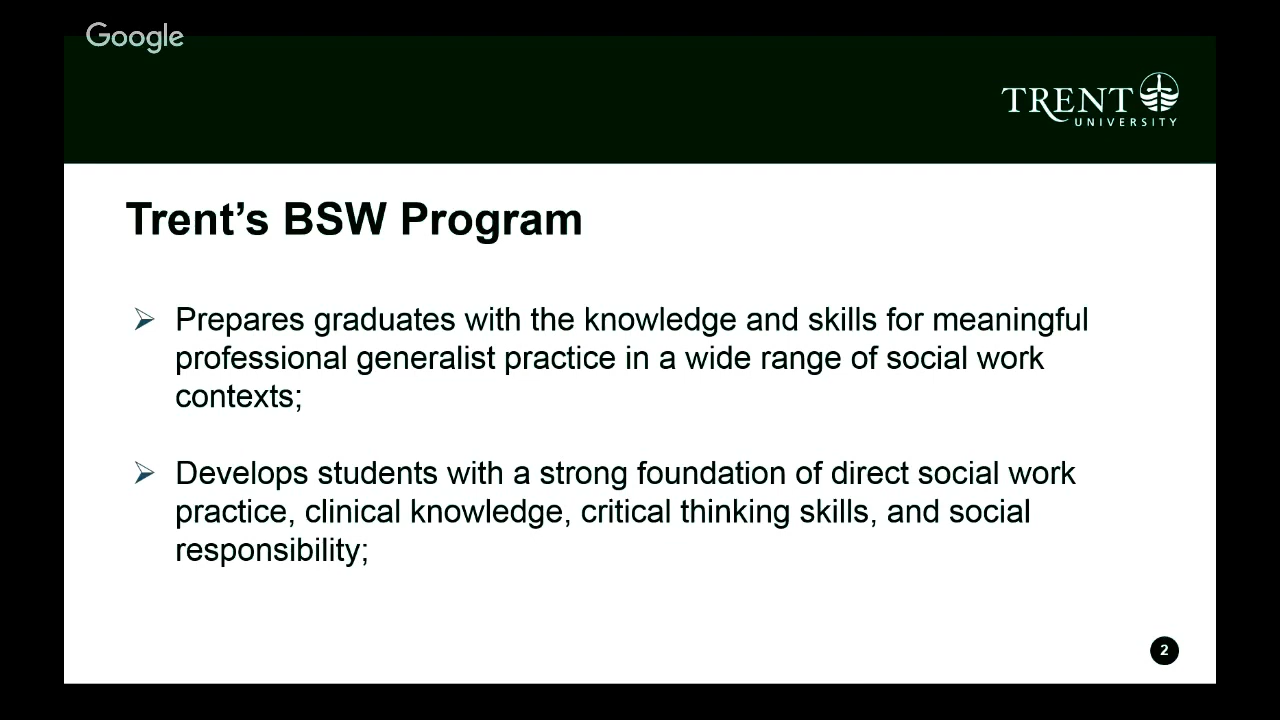 Google
TRENT
UNIVERSITY
Trent’s BSW Program
➢ Prepares graduates with the knowledge and skills for meaningful
professional generalist practice in a wide range of social work
contexts;
➢ Develops students with a strong foundation of direct social work
practice, clinical knowledge, critical thinking skills, and social
responsibility;
2